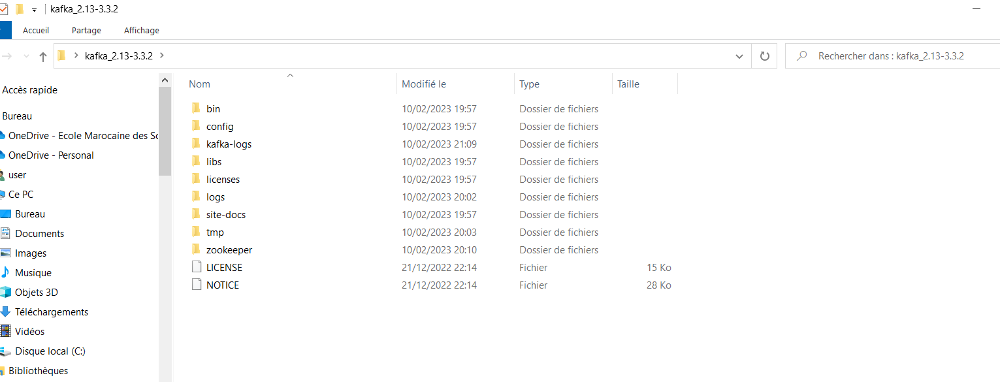 kafka_2.13-3.3.2
Accueil Partage Affichage
kafka_2.13-3.3.2
Rechercher dans : kafka_2.13-3.3.2
Accès rapide
Bureau
OneDrive - Ecole Marocaine des Sc
OneDrive - Personal
user
Ce PC
Bureau
Documents
Images
Musique
Objets 3D
Téléchargements
Vidéos
Disque local (C:)
Bibliothèques
Nom Modifié le Type Taille
bin 10/02/2023 19:57 Dossier de fichiers
config 10/02/2023 19:57 Dossier de fichiers
kafka-logs 10/02/2023 21:09 Dossier de fichiers
libs 10/02/2023 19:57 Dossier de fichiers
licenses 10/02/2023 19:57 Dossier de fichiers
logs 10/02/2023 20:02 Dossier de fichiers
site-docs 10/02/2023 19:57 Dossier de fichiers
tmp 10/02/2023 20:03 Dossier de fichiers
zookeeper 10/02/2023 20:10 Dossier de fichiers
LICENSE 21/12/2022 22:14 Fichier 15 Ko
NOTICE 21/12/2022 22:14 Fichier 28 Ko